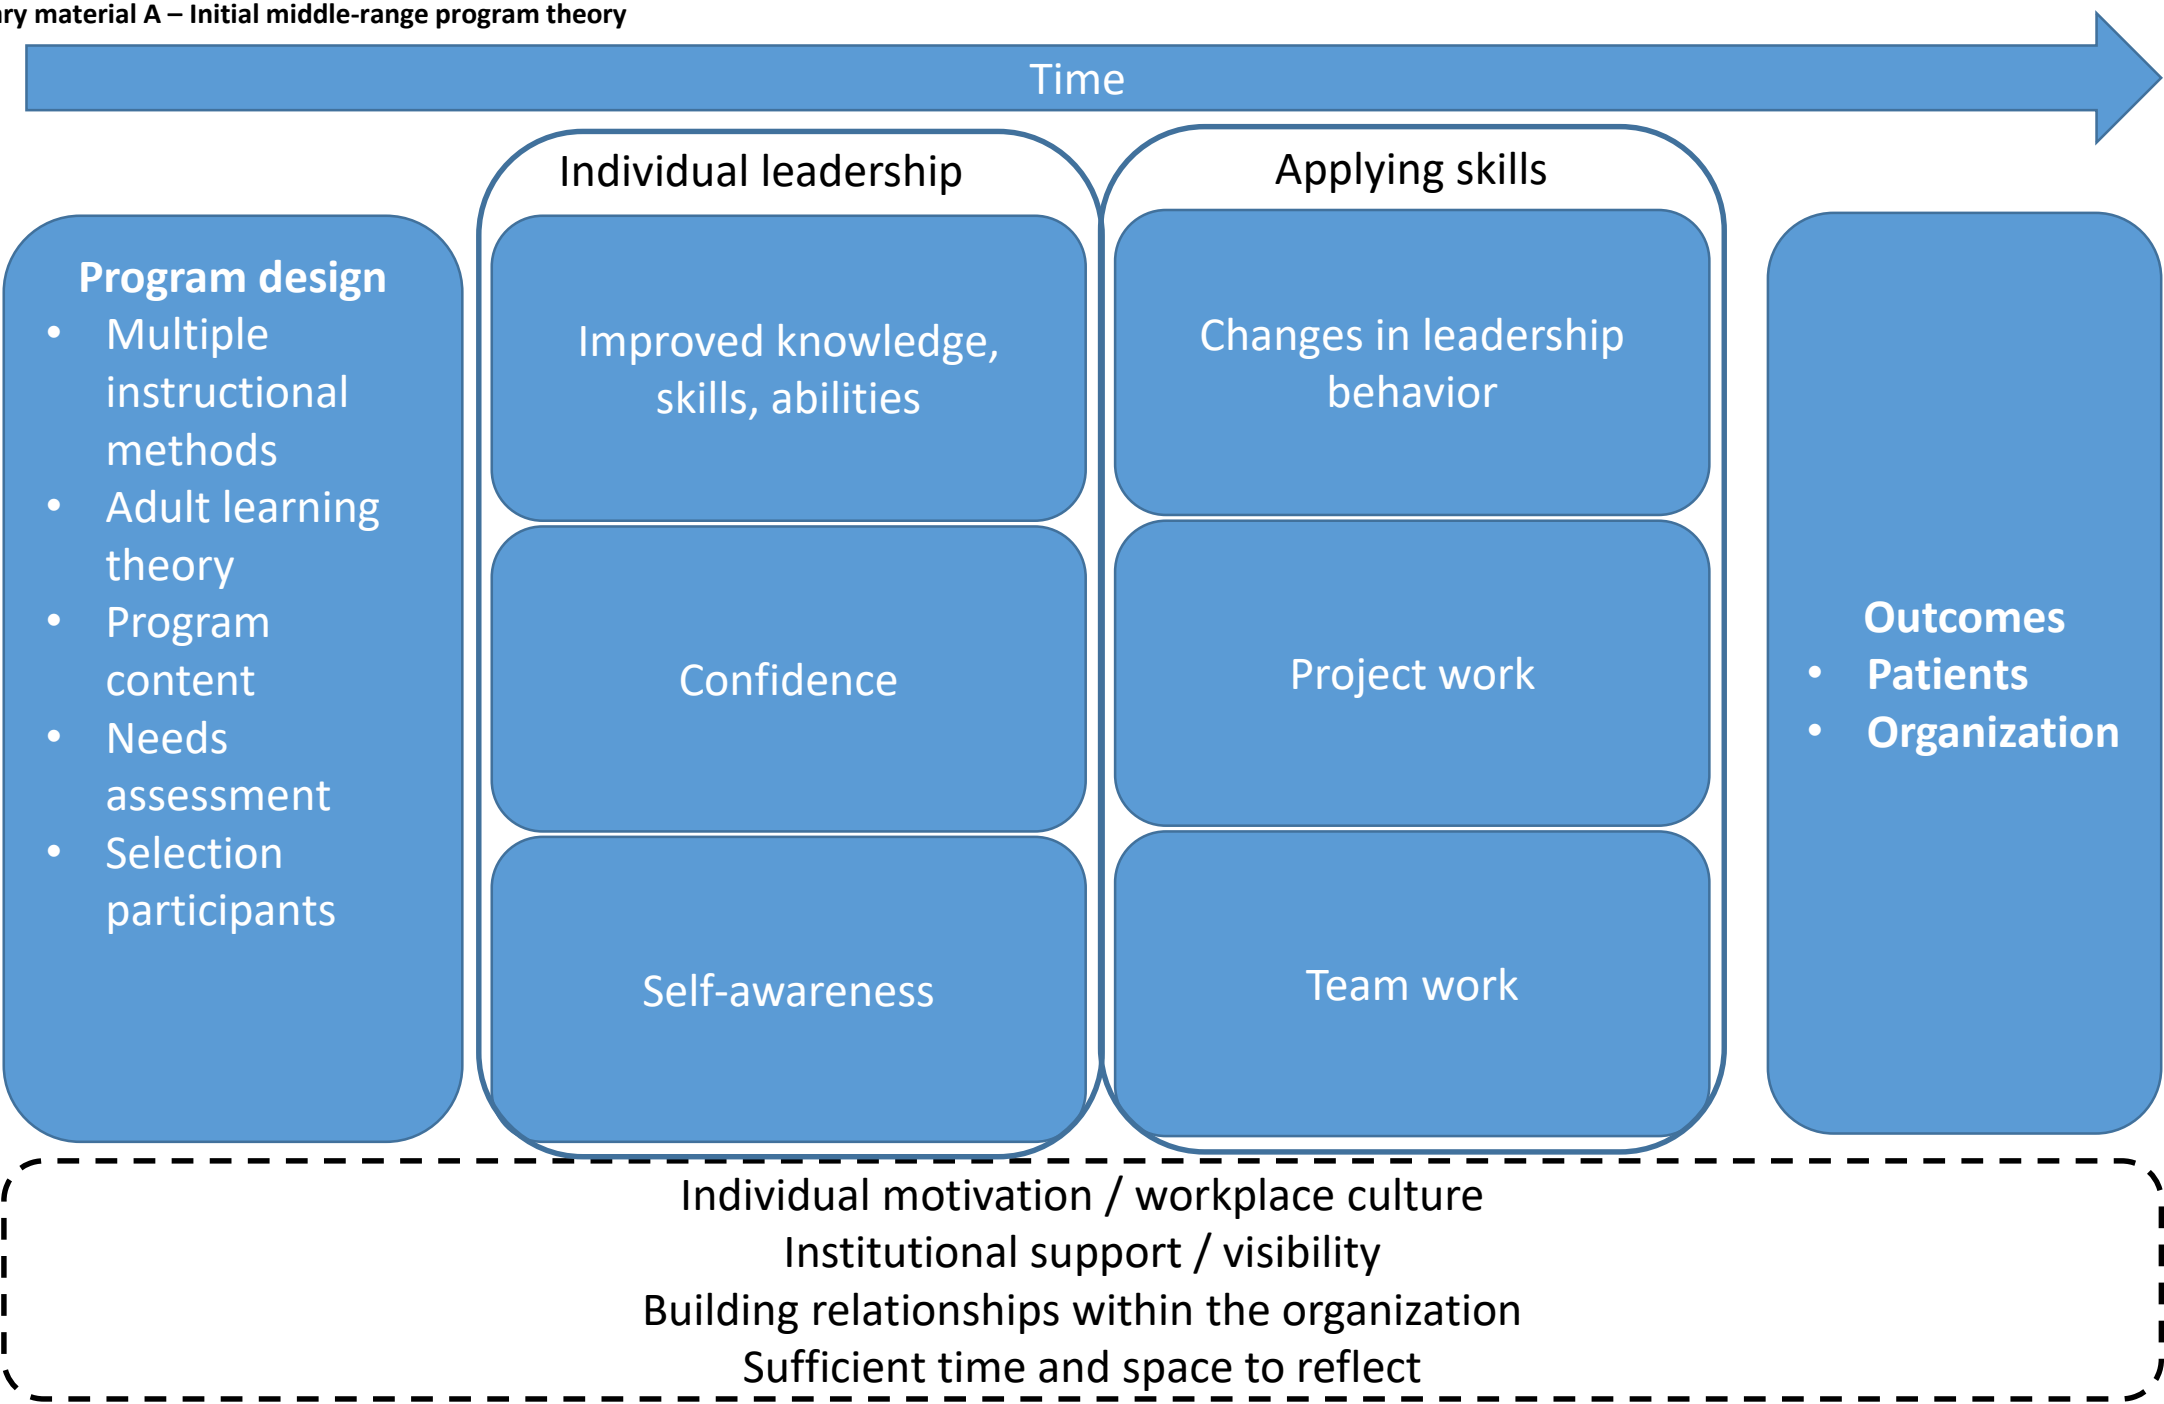 ry material A – Initial middle-range program theory
Time
Individual leadership
Applying skills
Program design
• Multiple
instructional
methods
• Adult learning
theory
• Program
content
• Needs
assessment
• Selection
participants
Improved knowledge,
skills, abilities
Confidence
Self-awareness
Changes in leadership
behavior
Project work
Team work
Outcomes
• Patients
• Organization
Individual motivation / workplace culture
Institutional support / visibility
Building relationships within the organization
Sufficient time and space to reflect